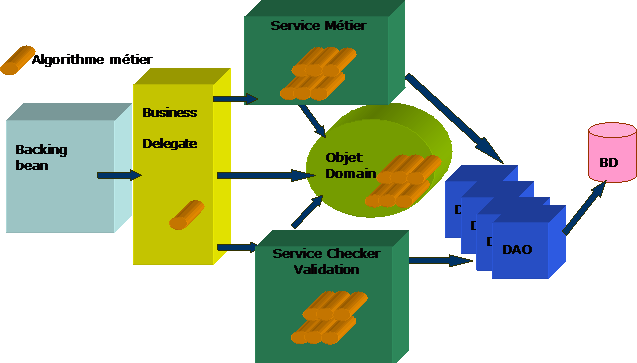 Service Métier
Algorithme métier
Business
Delegate
Backing
bean
Objet
Domain
BD
D
D
D
DAO
Service Checker
Validation